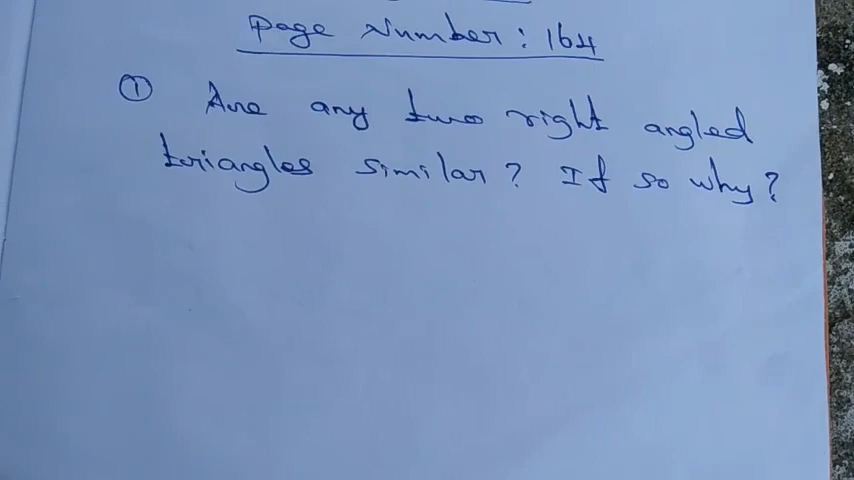 Page Number: 164
① Are any two right angled
triangles similar? If so why?